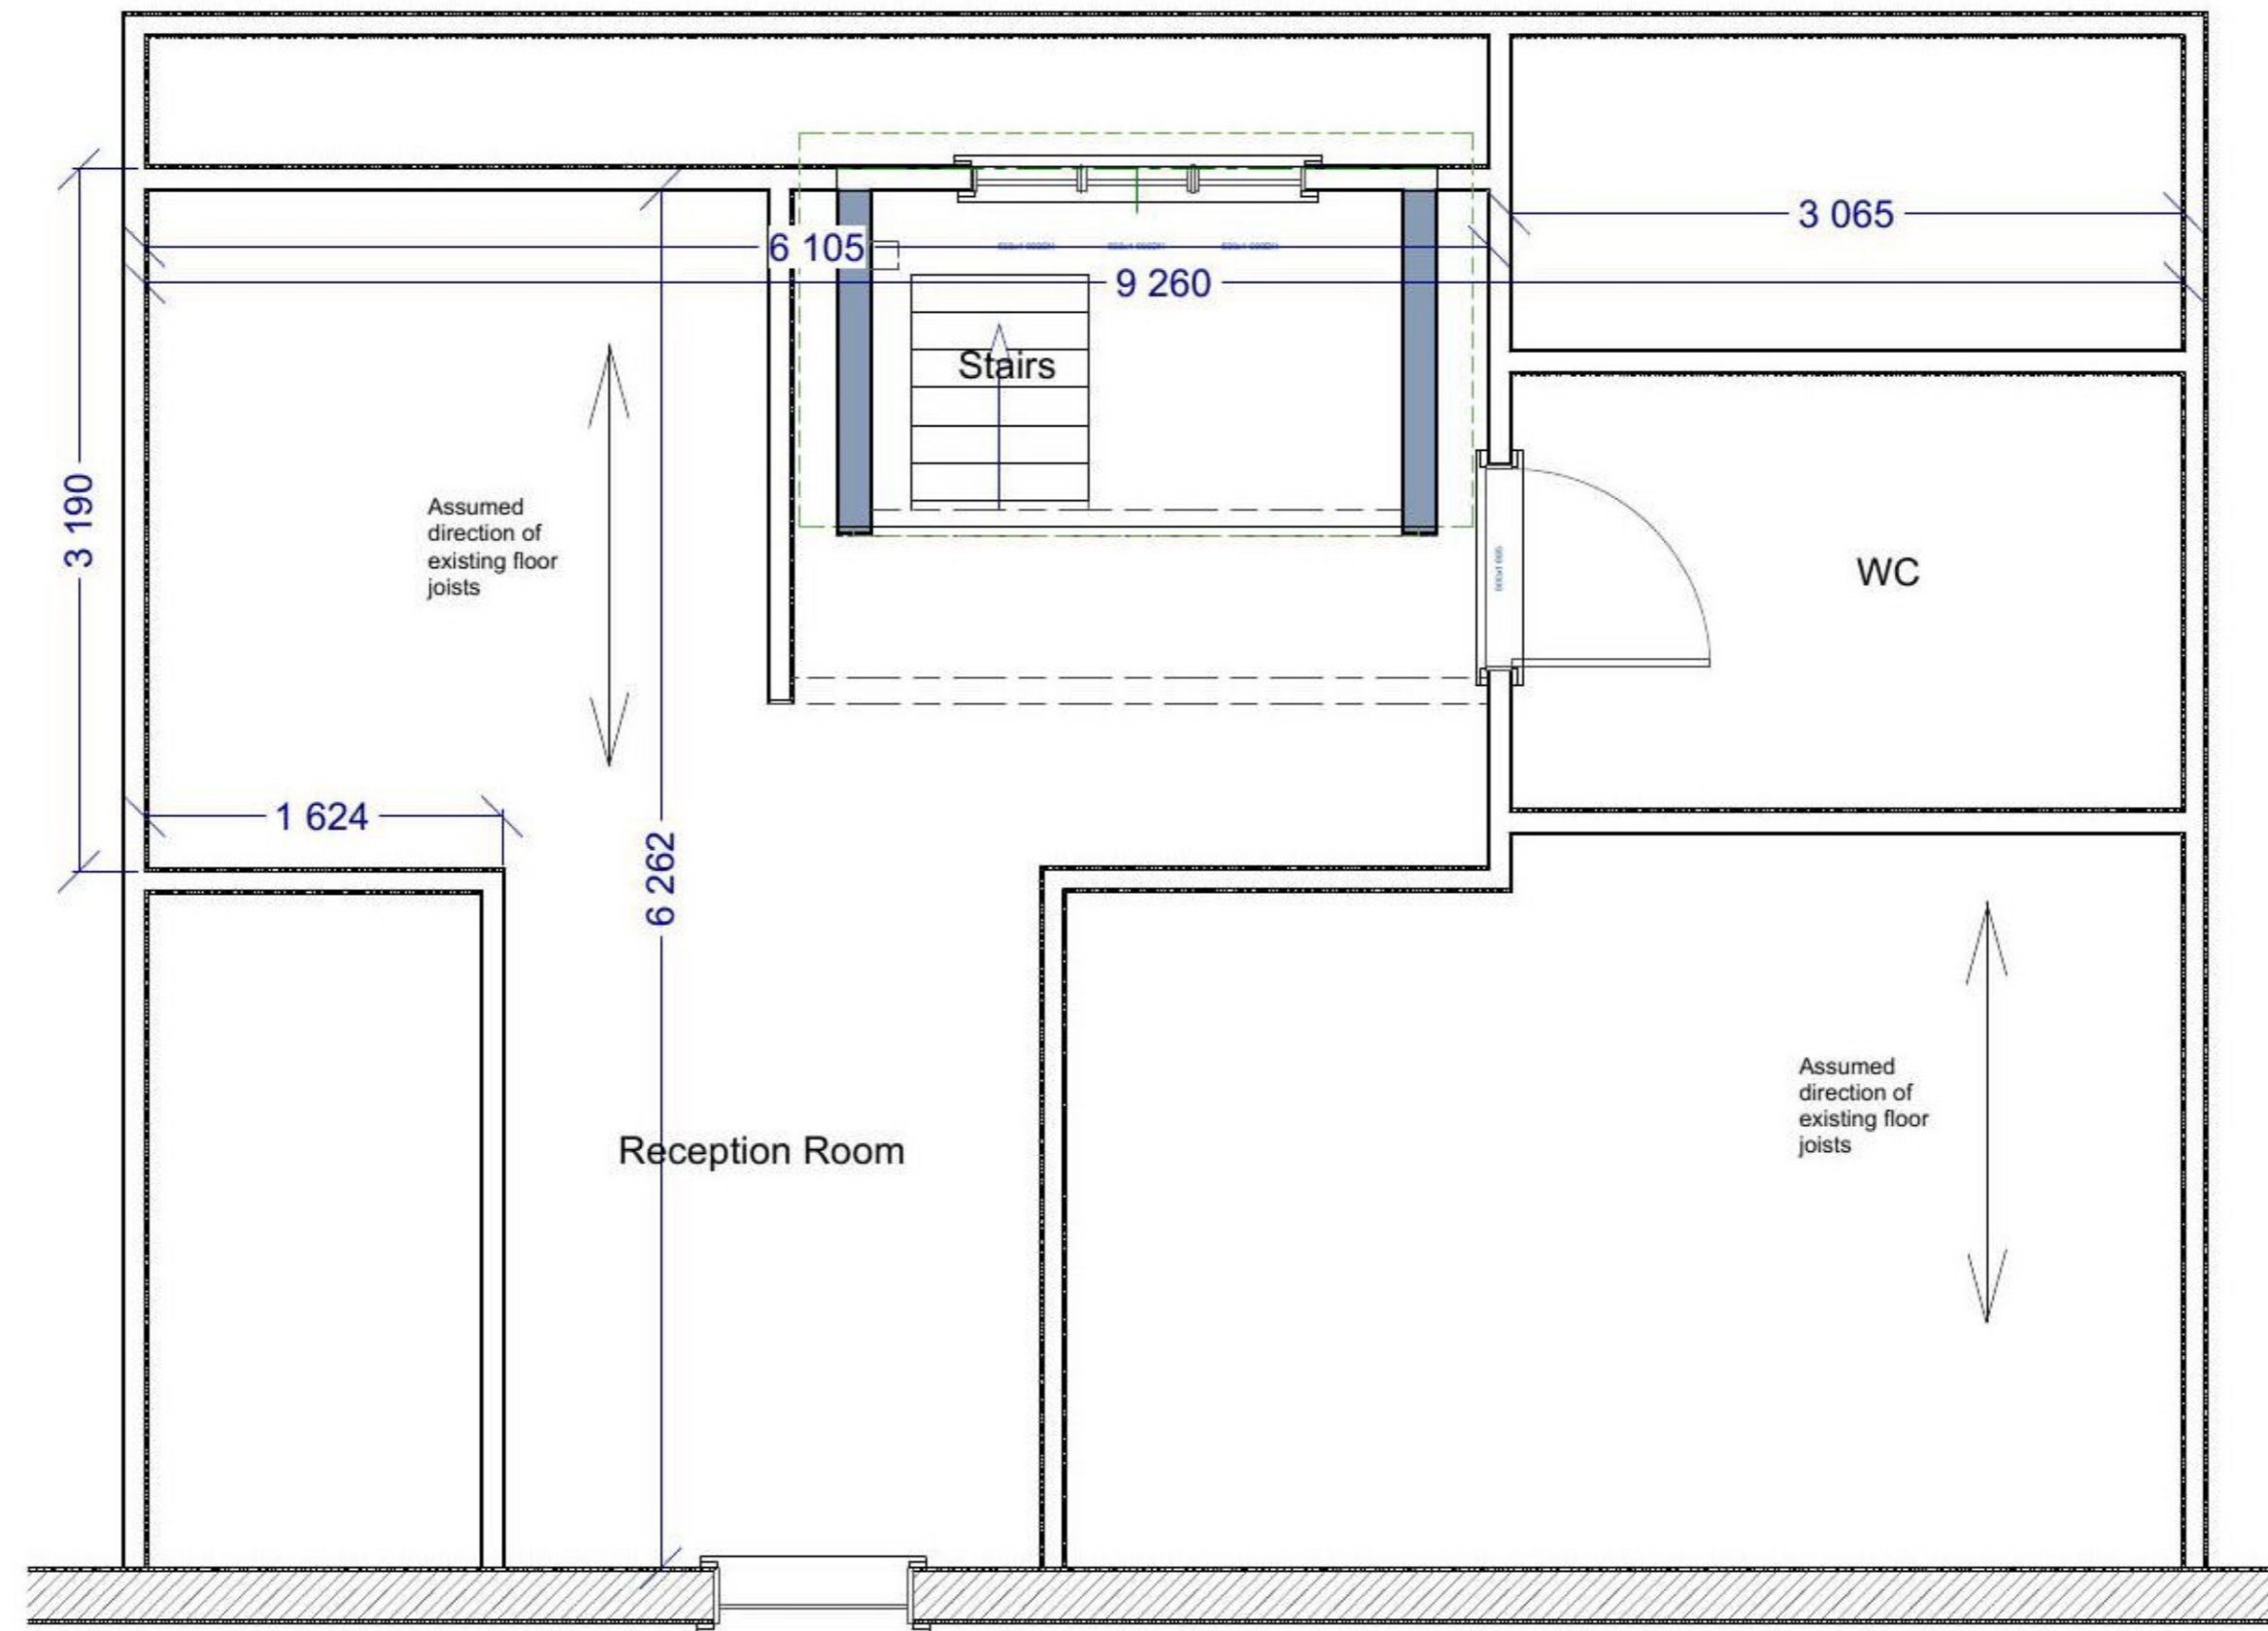 3 065
6 105
9 260
Stairs
3 190
Assumed
direction of
existing floor
joists
WC
1 624
6 262
Assumed
direction of
existing floor
joists
Reception Room